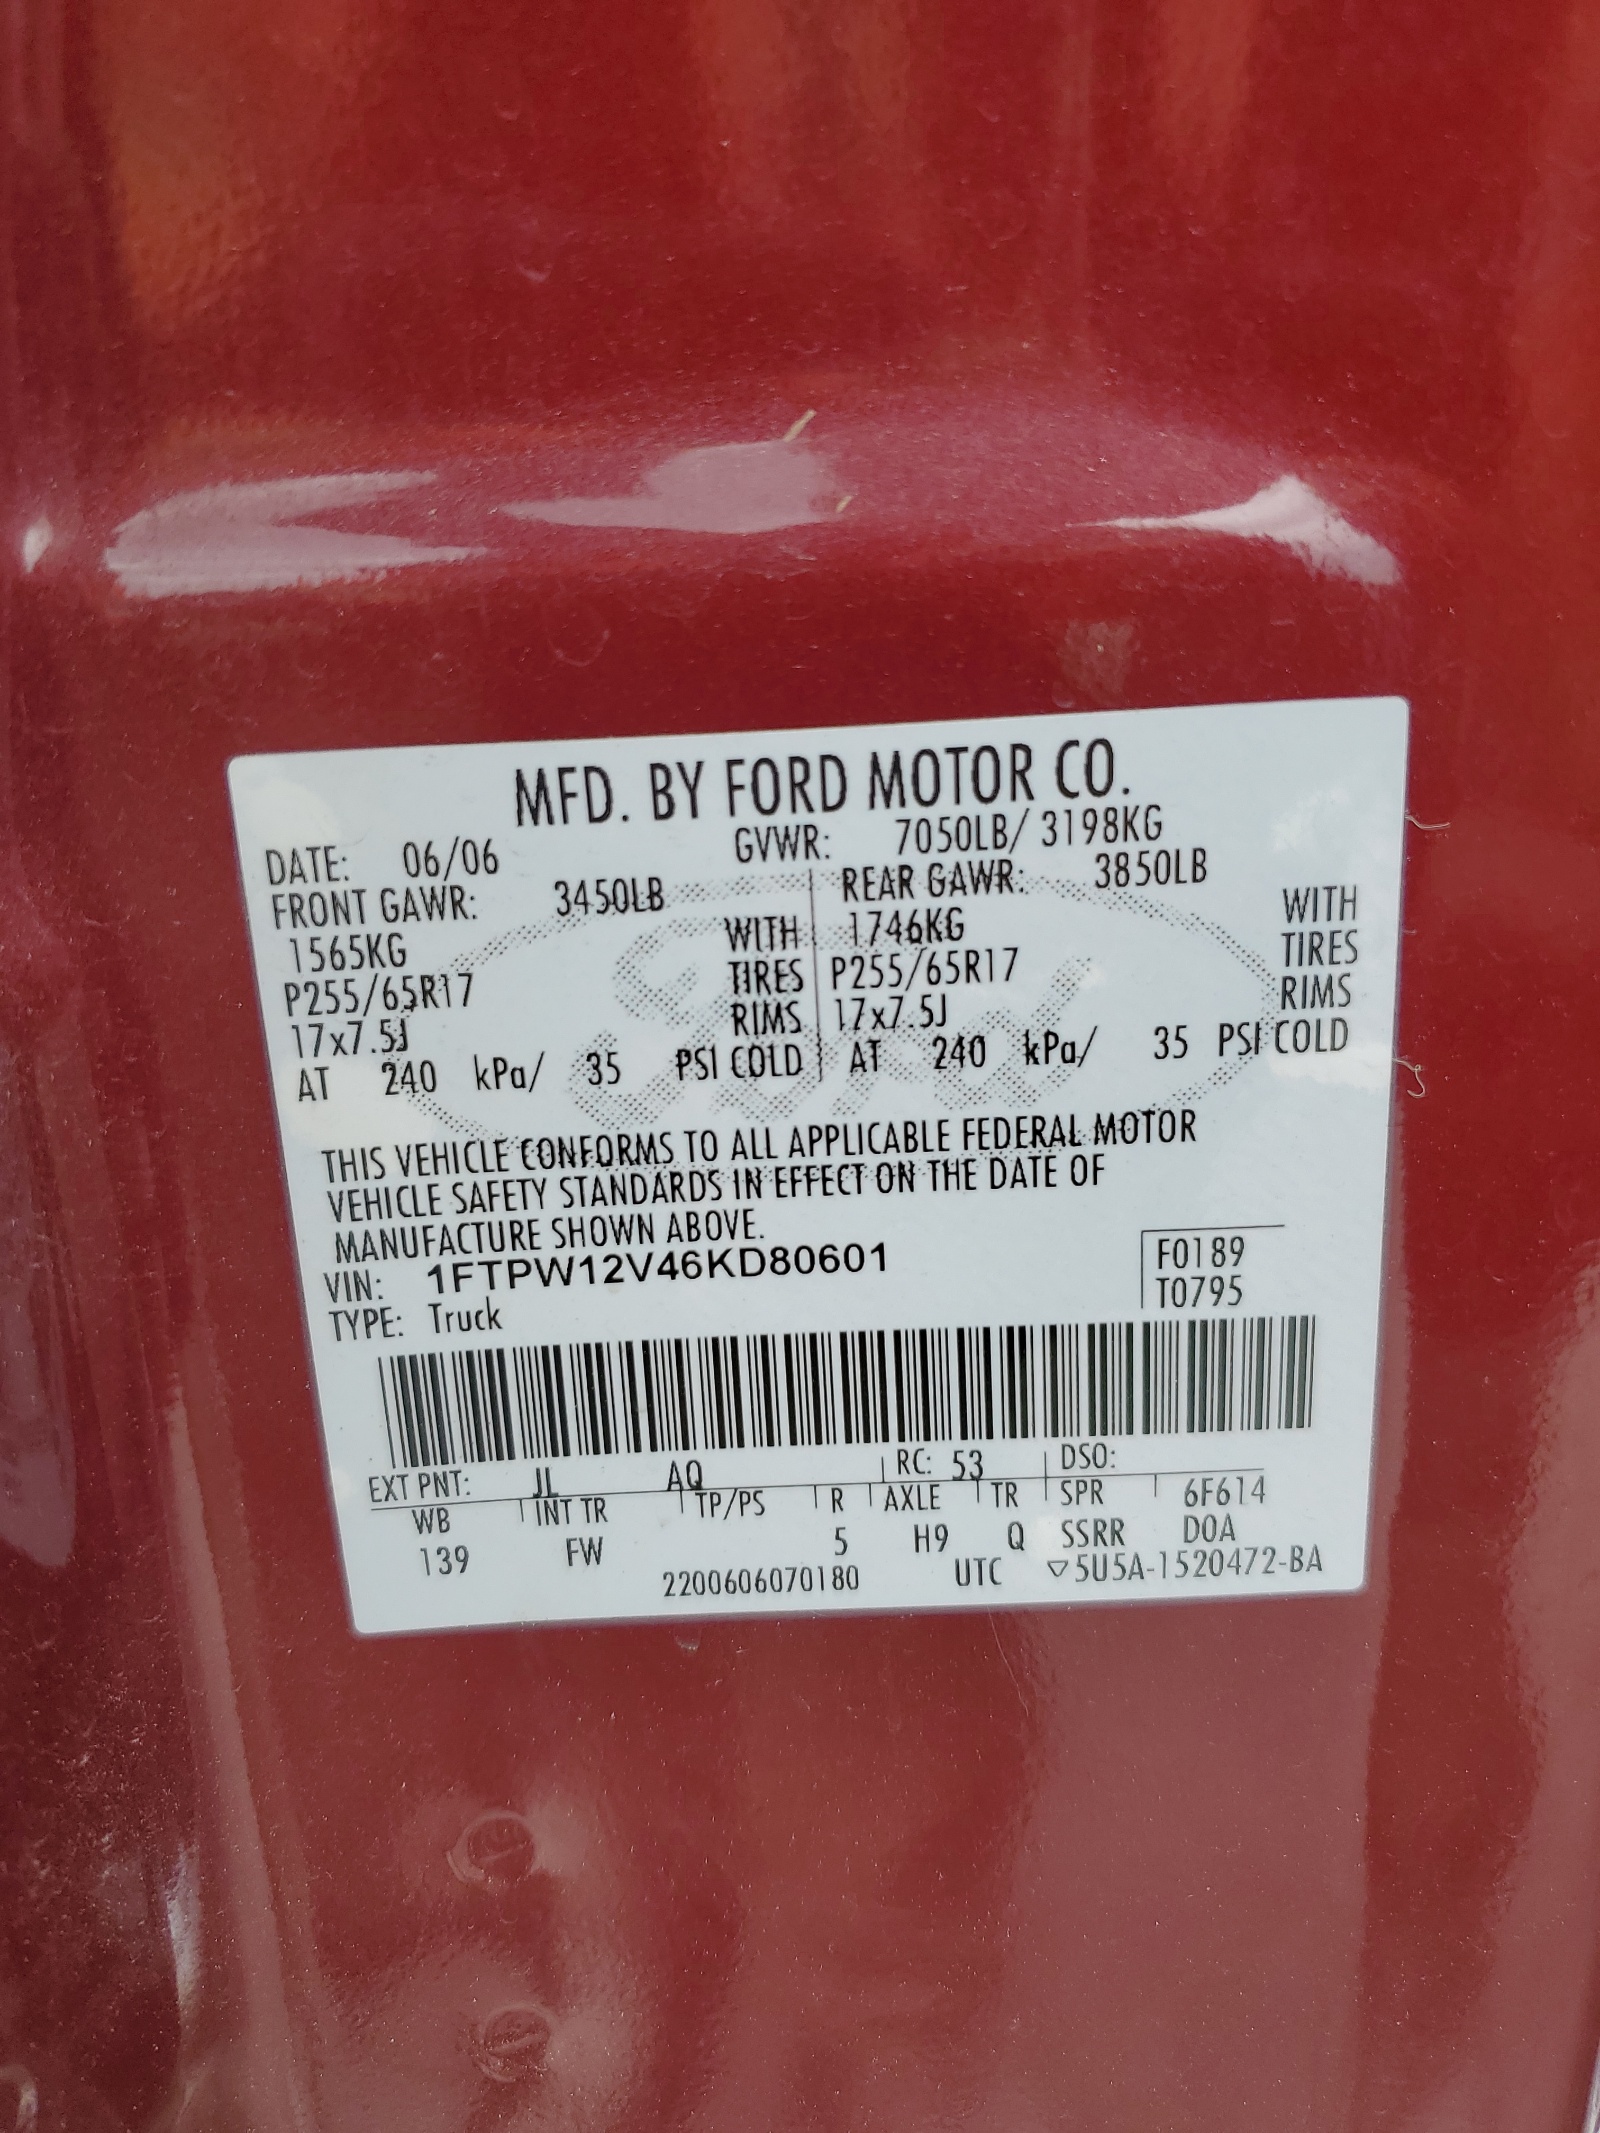 MFD. BY FORD MOTOR CO.
DATE: 06/06 GVWR: 7050LB/ 3198KG
FRONT GAWR: 3450LB REAR GAWR: 3850LB
1565KG WITH 1746KG WITH
P255/65R17 TIRES P255/65R17 TIRES
17x7.5J RIMS 17x7.5J RIMS
AT 240 kPa/ 35 PSI COLD AT 240 kPa/ 35 PSI COLD
Ford
THIS VEHICLE CONFORMS TO ALL APPLICABLE FEDERAL MOTOR
VEHICLE SAFETY STANDARDS IN EFFECT ON THE DATE OF
MANUFACTURE SHOWN ABOVE.
VIN: 1FTPW12V46KD80601 F0189
TYPE: Truck T0795
EXT PNT: JL AQ RC: 53 DSO:
WB INT TR TP/PS R AXLE TR SPR 6F614
139 FW 5 H9 Q SSRR DOA
2200606070180 UTC ▽5U5A-1520472-BA